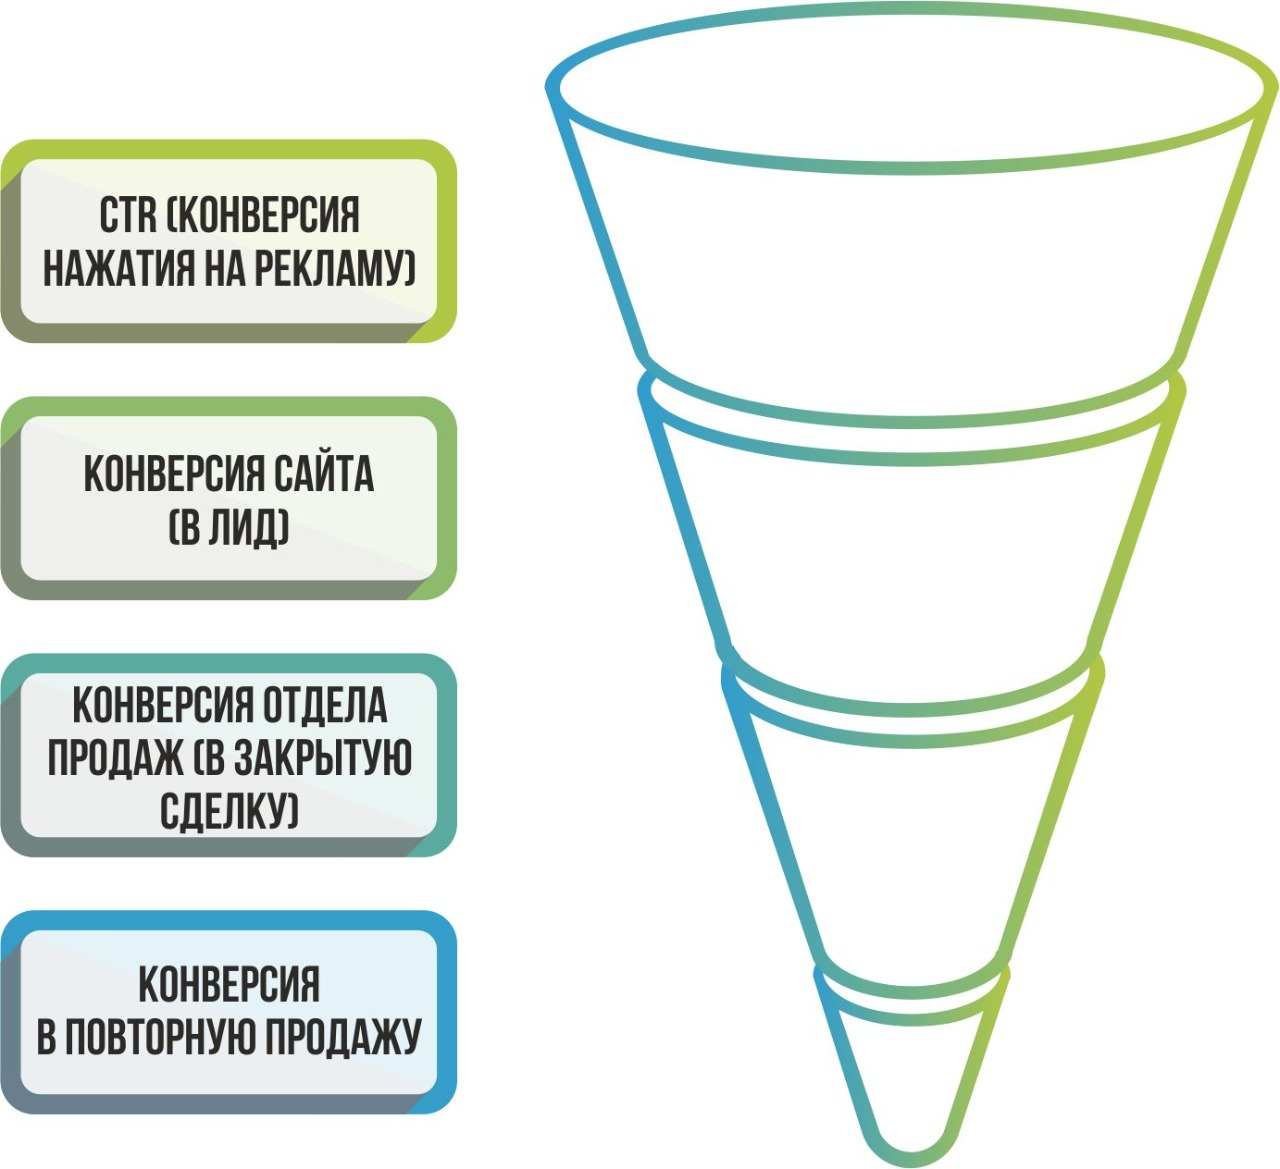 CTR (КОНВЕРСИЯ
НАЖАТИЯ НА РЕКЛАМУ)
КОНВЕРСИЯ САЙТА
(В ЛИД)
КОНВЕРСИЯ ОТДЕЛА
ПРОДАЖ (В ЗАКРЫТУЮ
СДЕЛКУ)
КОНВЕРСИЯ
В ПОВТОРНУЮ ПРОДАЖУ